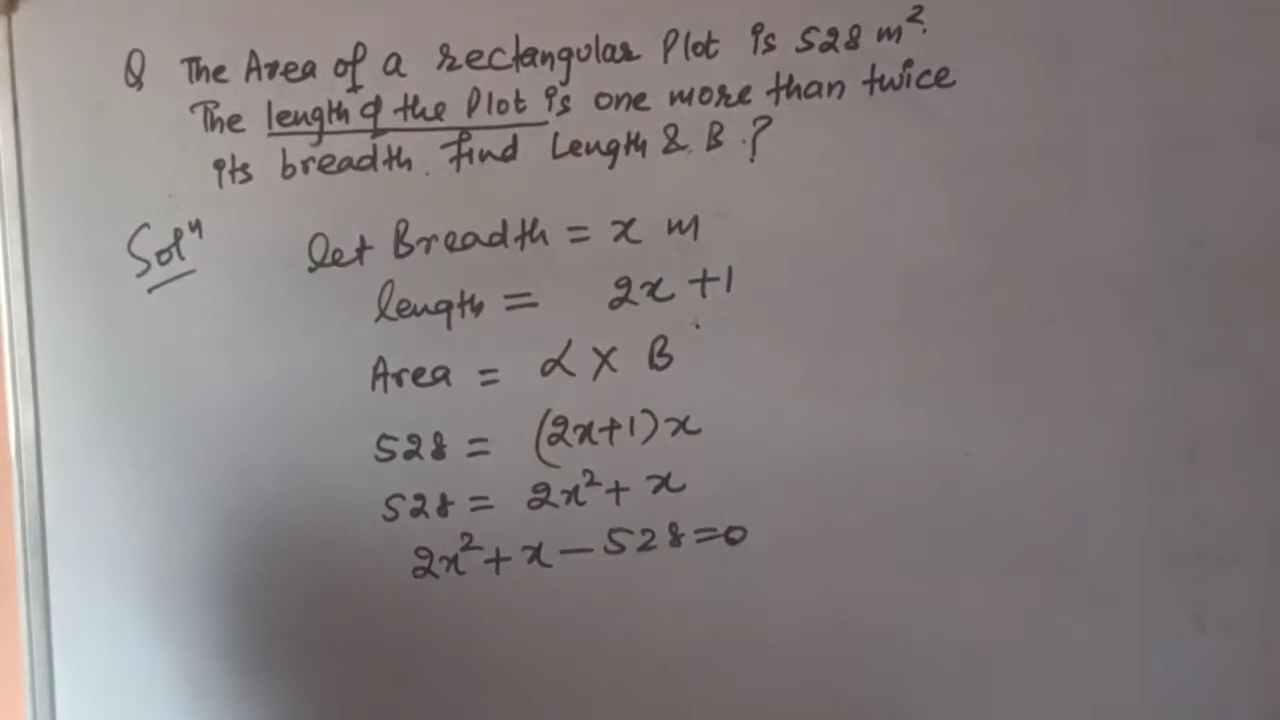 Q The Area of a rectangular Plot is 528 m².
The length of the Plot is one more than twice
its breadth. find Length & B.?
Solⁿ let Breadth = x m
length = 2x+1
Area = L X B
528 = (2x+1)x
528 = 2x²+ x
2x²+x-528=0